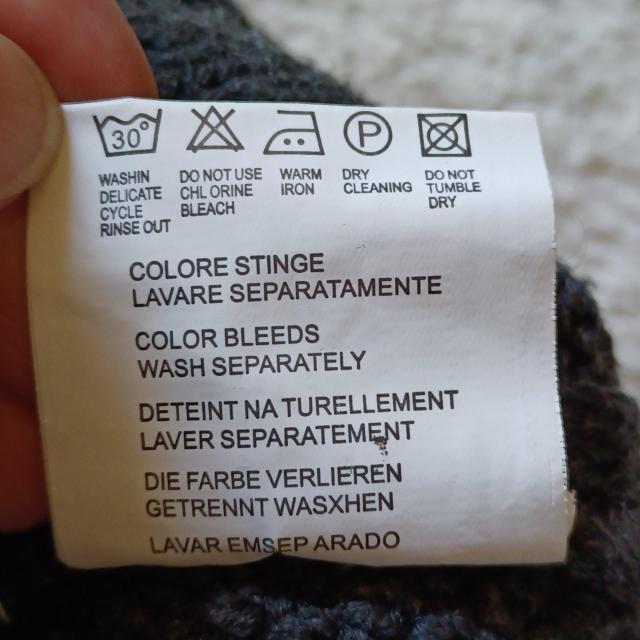 30°
P
WASHIN
DELICATE
CYCLE
RINSE OUT
DO NOT USE
CHL ORINE
BLEACH
WARM
IRON
DRY
CLEANING
DO NOT
TUMBLE
DRY
COLORE STINGE
LAVARE SEPARATAMENTE
COLOR BLEEDS
WASH SEPARATELY
DETEINT NA TURELLEMENT
LAVER SEPARATEMENT
DIE FARBE VERLIEREN
GETRENNT WASXHEN
LAVAR EMSEP ARADO